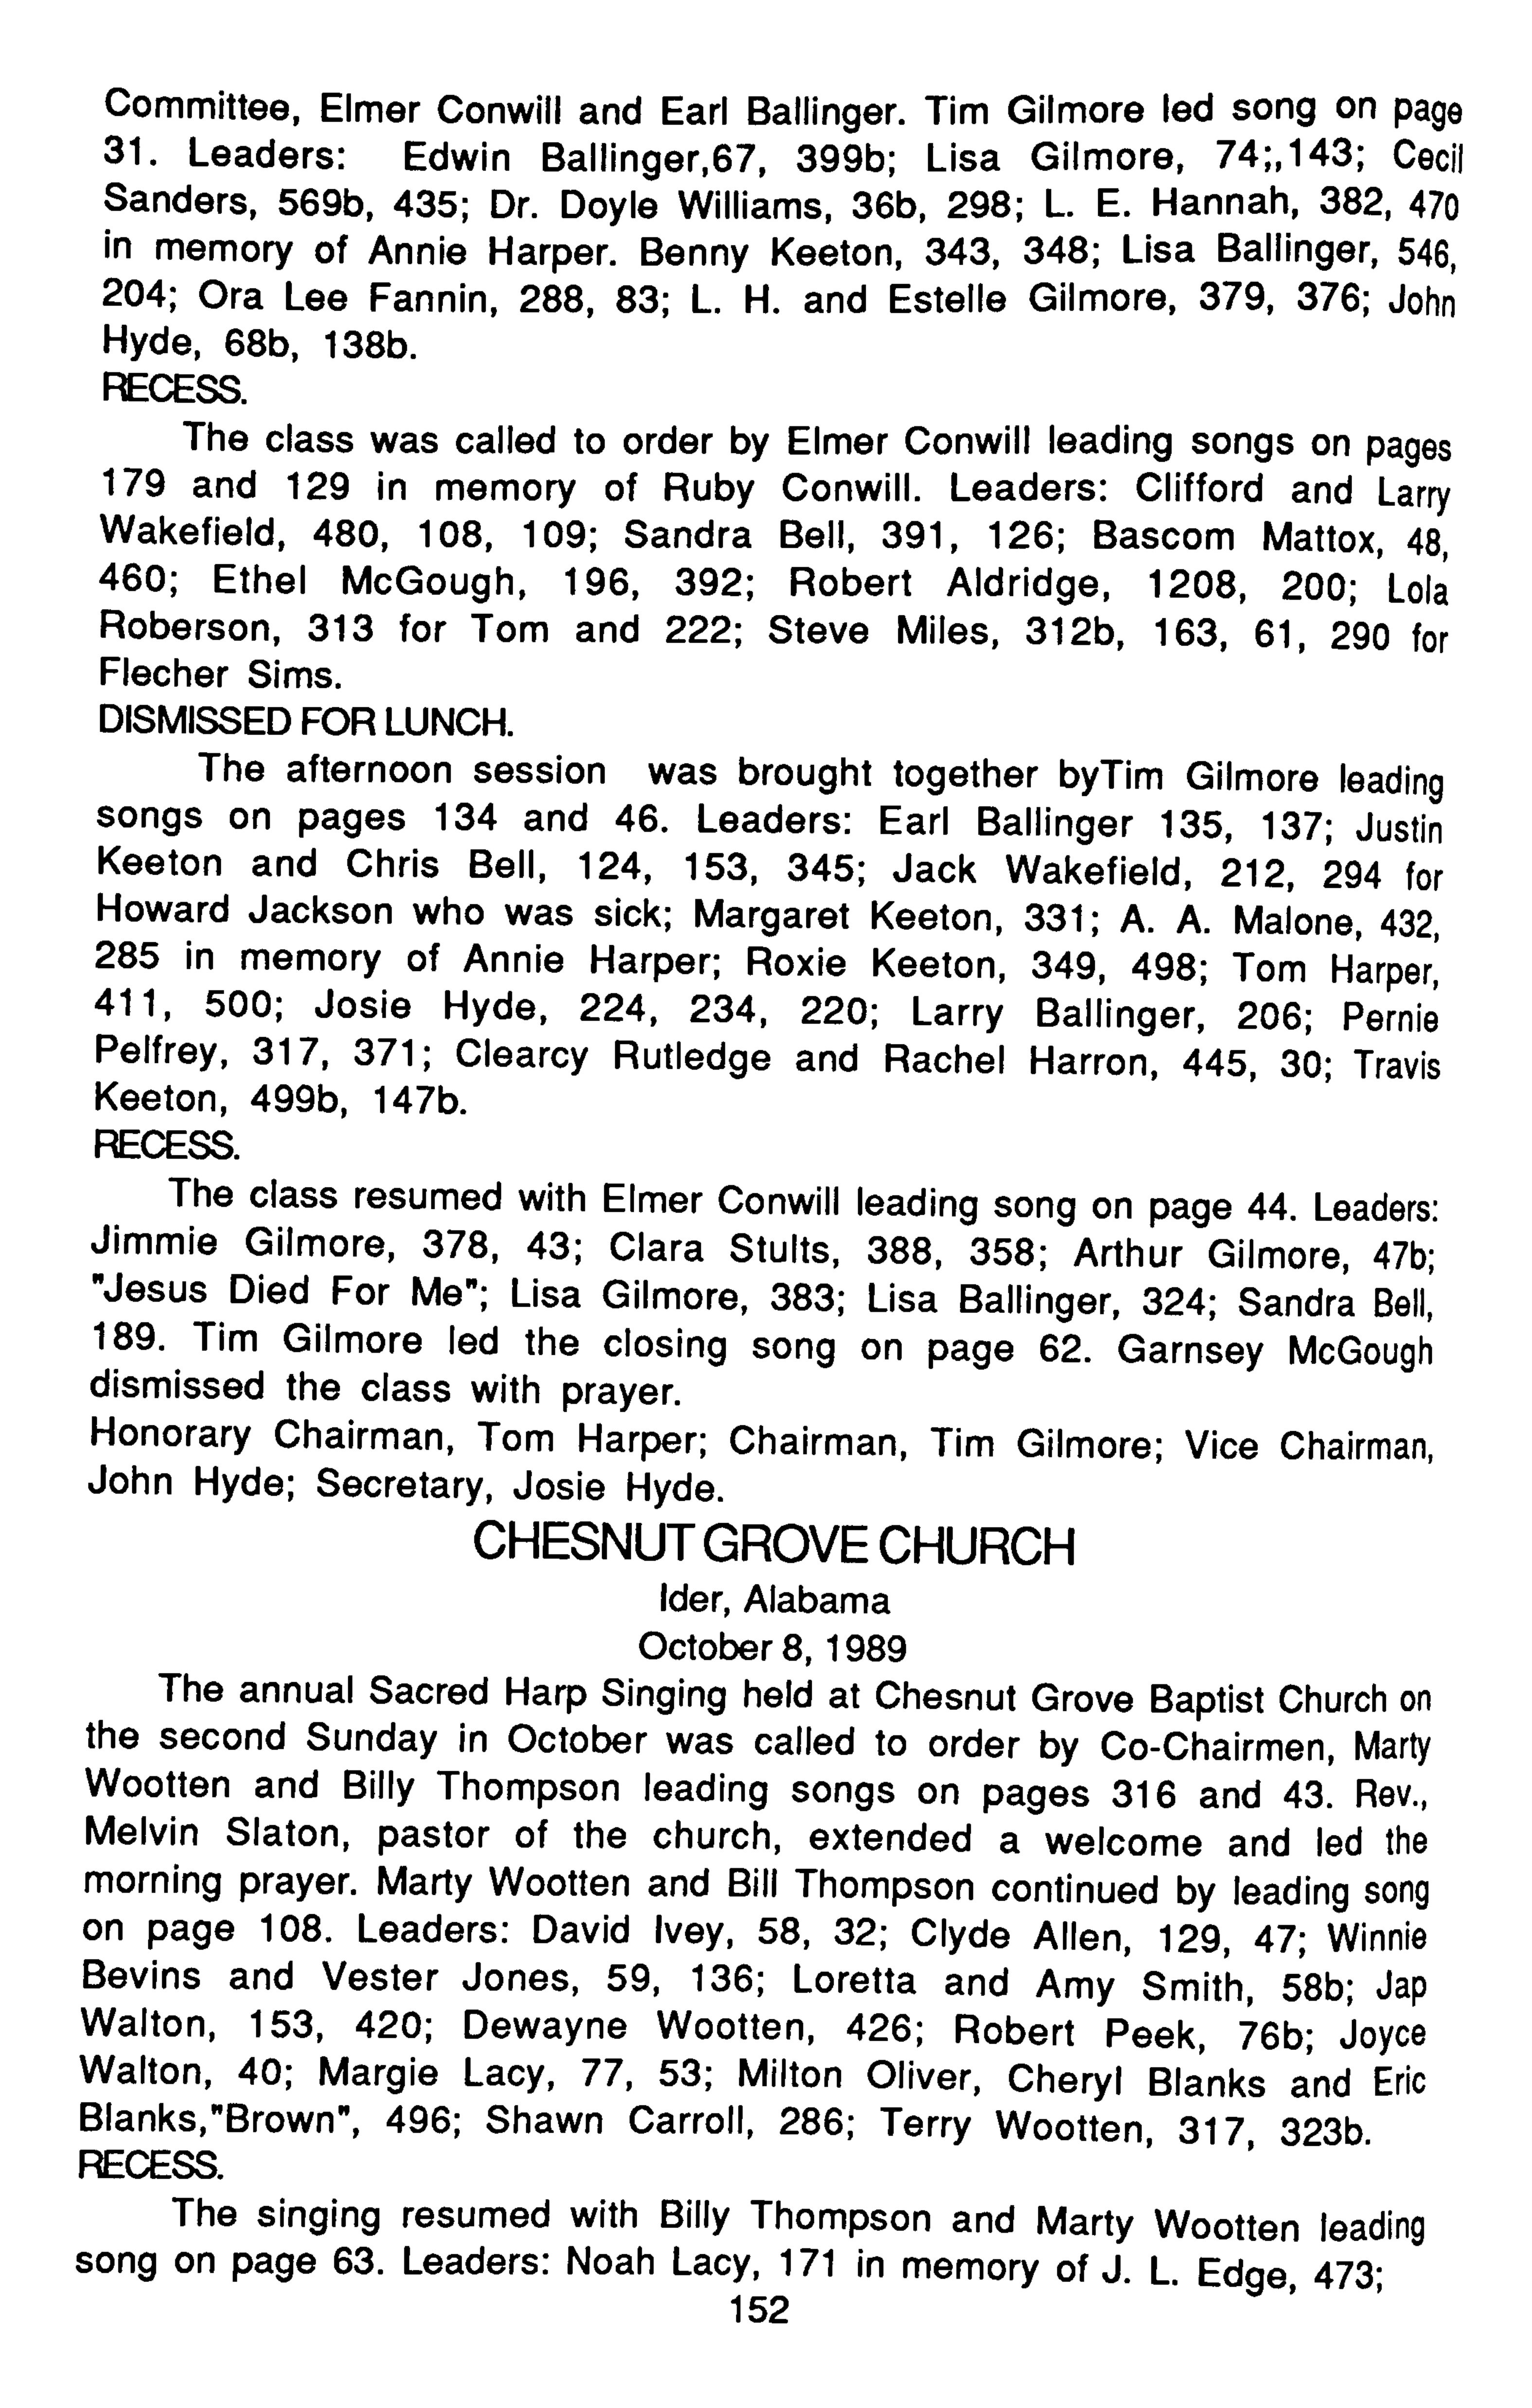 Committee, Elmer Conwill and Earl Ballinger. Tim Gilmore led song on page
31. Leaders: Edwin Ballinger,67, 399b; Lisa Gilmore, 74;,143; Cecil
Sanders, 569b, 435; Dr. Doyle Williams, 36b, 298; L. E. Hannah, 382, 470
in memory of Annie Harper. Benny Keeton, 343, 348; Lisa Ballinger, 546,
204; Ora Lee Fannin, 288, 83; L. H. and Estelle Gilmore, 379, 376; John
Hyde, 68b, 138b.
RECESS.
The class was called to order by Elmer Conwill leading songs on pages
179 and 129 in memory of Ruby Conwill. Leaders: Clifford and Larry
Wakefield, 480, 108, 109; Sandra Bell, 391, 126; Bascom Mattox, 48,
460; Ethel McGough, 196, 392; Robert Aldridge, 1208, 200; Lola
Roberson, 313 for Tom and 222; Steve Miles, 312b, 163, 61, 290 for
Flecher Sims.
DISMISSED FOR LUNCH.
The afternoon session was brought together byTim Gilmore leading
songs on pages 134 and 46. Leaders: Earl Ballinger 135, 137; Justin
Keeton and Chris Bell, 124, 153, 345; Jack Wakefield, 212, 294 for
Howard Jackson who was sick; Margaret Keeton, 331; A. A. Malone, 432,
285 in memory of Annie Harper; Roxie Keeton, 349, 498; Tom Harper,
411, 500; Josie Hyde, 224, 234, 220; Larry Ballinger, 206; Pernie
Pelfrey, 317, 371; Clearcy Rutledge and Rachel Harron, 445, 30; Travis
Keeton, 499b, 147b.
RECESS.
The class resumed with Elmer Conwill leading song on page 44. Leaders:
Jimmie Gilmore, 378, 43; Clara Stults, 388, 358; Arthur Gilmore, 47b;
"Jesus Died For Me"; Lisa Gilmore, 383; Lisa Ballinger, 324; Sandra Bell,
189. Tim Gilmore led the closing song on page 62. Garnsey McGough
dismissed the class with prayer.
Honorary Chairman, Tom Harper; Chairman, Tim Gilmore; Vice Chairman,
John Hyde; Secretary, Josie Hyde.
CHESNUT GROVE CHURCH
Ider, Alabama
October 8, 1989
The annual Sacred Harp Singing held at Chesnut Grove Baptist Church on
the second Sunday in October was called to order by Co-Chairmen, Marty
Wootten and Billy Thompson leading songs on pages 316 and 43. Rev.,
Melvin Slaton, pastor of the church, extended a welcome and led the
morning prayer. Marty Wootten and Bill Thompson continued by leading song
on page 108. Leaders: David Ivey, 58, 32; Clyde Allen, 129, 47; Winnie
Bevins and Vester Jones, 59, 136; Loretta and Amy Smith, 58b; Jap
Walton, 153, 420; Dewayne Wootten, 426; Robert Peek, 76b; Joyce
Walton, 40; Margie Lacy, 77, 53; Milton Oliver, Cheryl Blanks and Eric
Blanks,"Brown", 496; Shawn Carroll, 286; Terry Wootten, 317, 323b.
RECESS.
The singing resumed with Billy Thompson and Marty Wootten leading
song on page 63. Leaders: Noah Lacy, 171 in memory of J. L. Edge, 473;
152